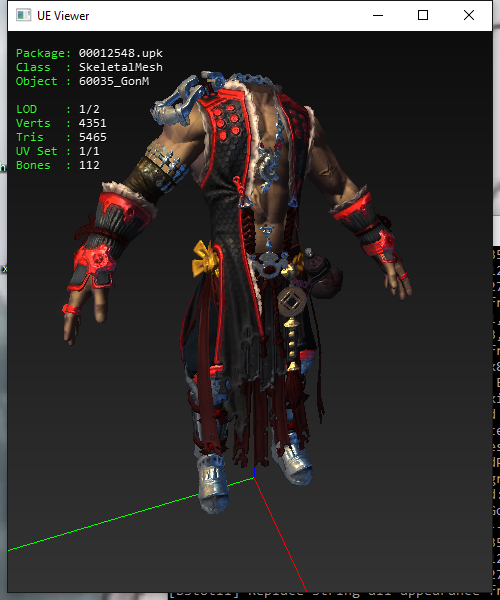 UE Viewer
Package: 00012548.upk
Class : SkeletalMesh
Object : 60035_GonM
LOD : 1/2
Verts : 4351
Tris : 5465
UV Set : 1/1
Bones : 112